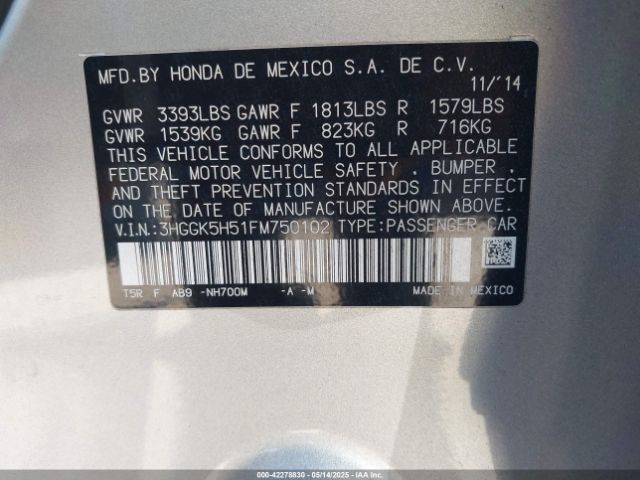 MFD.BY HONDA DE MEXICO S.A. DE C.V.
11/'14
GVWR 3393LBS GAWR F 1813LBS R 1579LBS
GVWR 1539KG GAWR F 823KG R 716KG
THIS VEHICLE CONFORMS TO ALL APPLICABLE
FEDERAL MOTOR VEHICLE SAFETY . BUMPER .
AND THEFT PREVENTION STANDARDS IN EFFECT
ON THE DATE OF MANUFACTURE SHOWN ABOVE.
V.I.N.:3HGGK5H51FM750102 TYPE:PASSENGER CAR
T5R F AB9 -NH700M -A -M MADE IN MEXICO
000-42278830 - 05/14/2025 - IAA Inc.